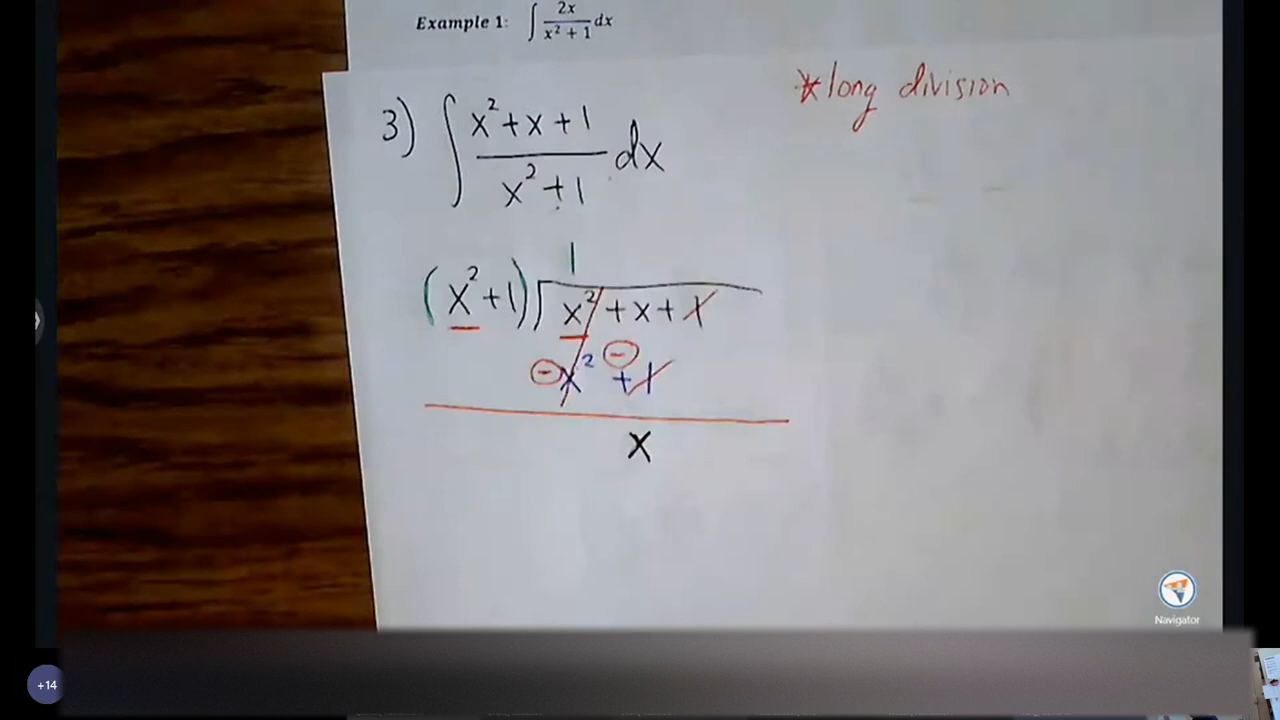 Example 1: ∫ 2x / (x² + 1) dx
*long division
3) ∫ (x² + x + 1) / (x² + 1) dx
1
(x² + 1) ⟌ x² + x + 1
⊖ x² ⊖ + 1
x
Navigator
+14